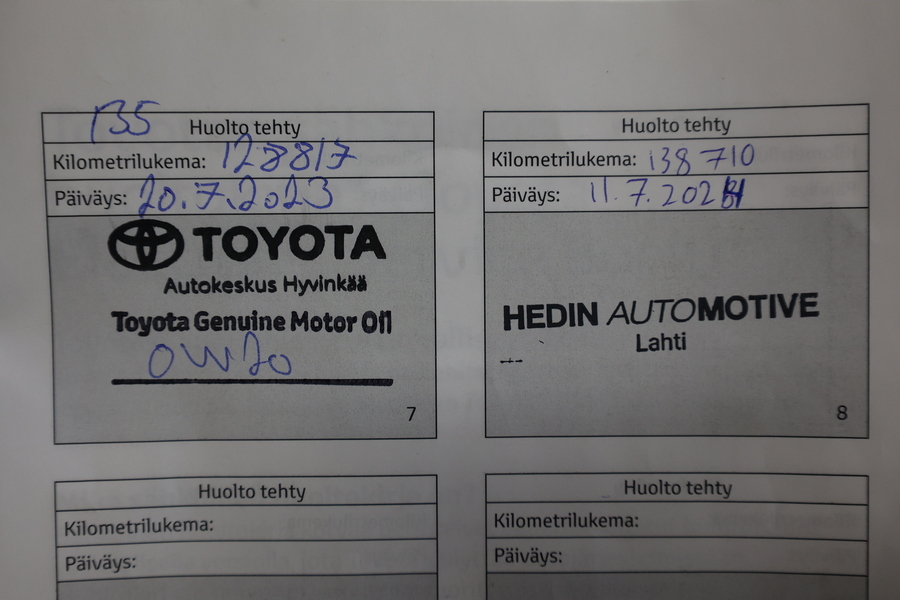 135 Huolto tehty
Kilometrilukema: 128817
Päiväys: 20.7.2023
TOYOTA
Autokeskus Hyvinkää
Toyota Genuine Motor Oil
0W20
7
Huolto tehty
Kilometrilukema: 138710
Päiväys: 11.7.2024
HEDIN AUTOMOTIVE
Lahti
8
Huolto tehty
Kilometrilukema:
Päiväys:
Huolto tehty
Kilometrilukema:
Päiväys: